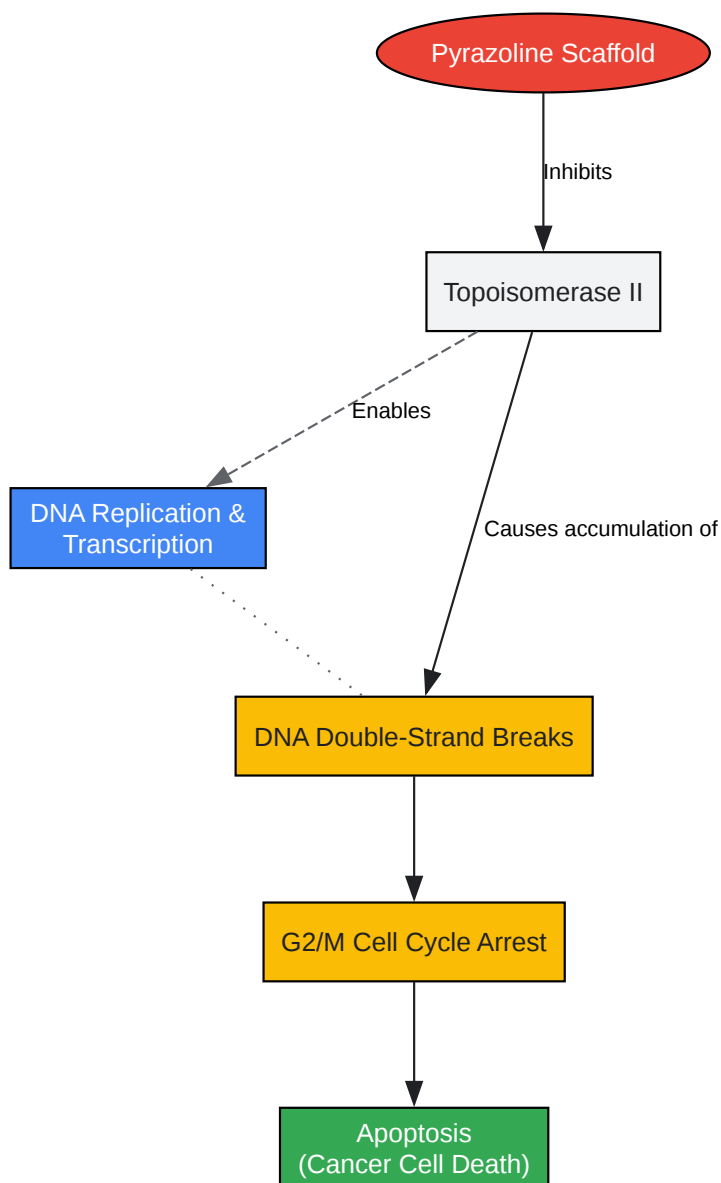 Pyrazoline Scaffold
Inhibits
Topoisomerase II
Enables
DNA Replication &
Transcription
Causes accumulation of
DNA Double-Strand Breaks
G2/M Cell Cycle Arrest
Apoptosis
(Cancer Cell Death)